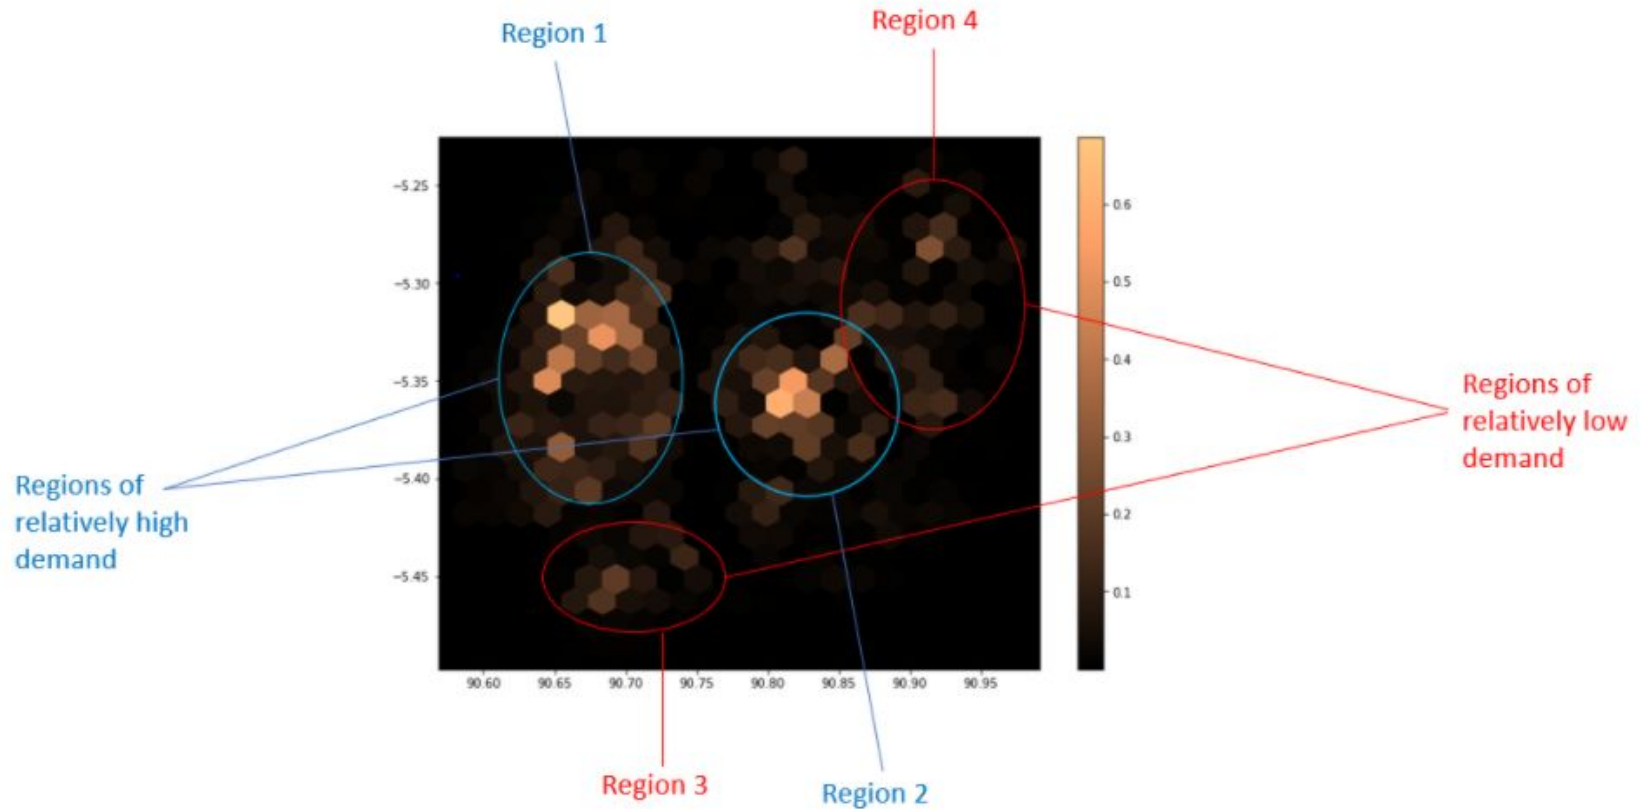 Region 1
Region 4
−5.25
−5.30
−5.35
−5.40
−5.45
0.6
0.5
0.4
0.3
0.2
0.1
90.60 90.65 90.70 90.75 90.80 90.85 90.90 90.95
Regions of
relatively high
demand
Regions of
relatively low
demand
Region 3
Region 2